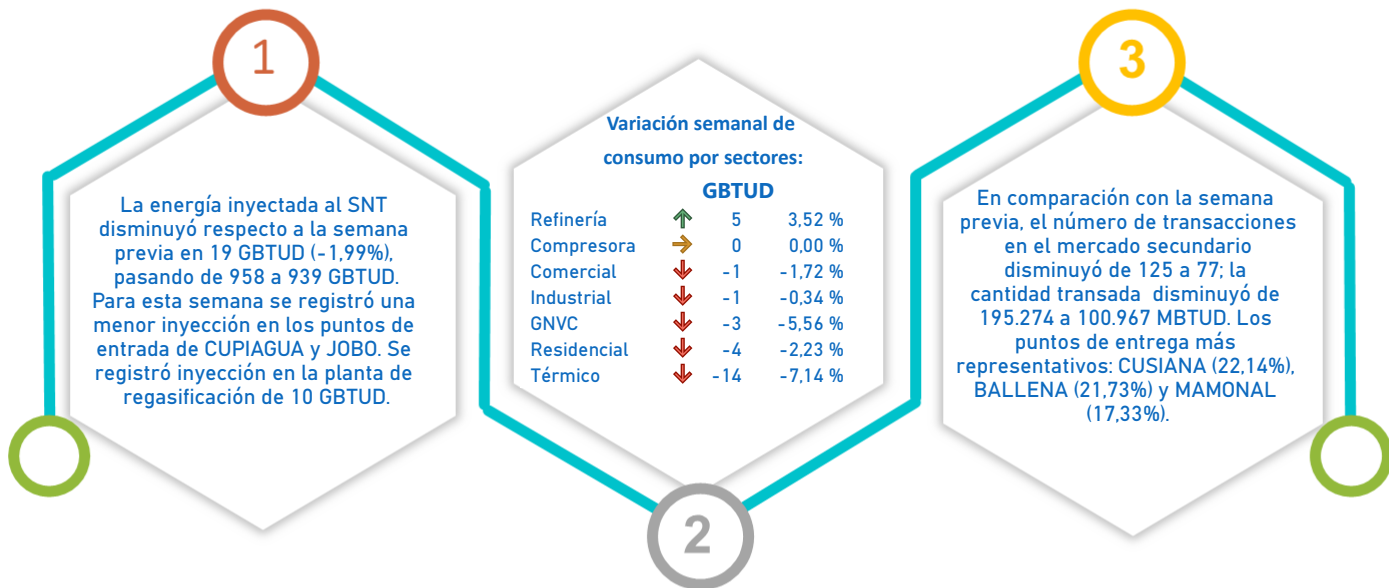 1
La energía inyectada al SNT
disminuyó respecto a la semana
previa en 19 GBTUD (-1,99%),
pasando de 958 a 939 GBTUD.
Para esta semana se registró una
menor inyección en los puntos de
entrada de CUPIAGUA y JOBO. Se
registró inyección en la planta de
regasificación de 10 GBTUD.
2
Variación semanal de
consumo por sectores:
GBTUD
Refinería 5 3,52 %
Compresora 0 0,00 %
Comercial -1 -1,72 %
Industrial -1 -0,34 %
GNVC -3 -5,56 %
Residencial -4 -2,23 %
Térmico -14 -7,14 %
3
En comparación con la semana
previa, el número de transacciones
en el mercado secundario
disminuyó de 125 a 77; la
cantidad transada disminuyó de
195.274 a 100.967 MBTUD. Los
puntos de entrega más
representativos: CUSIANA (22,14%),
BALLENA (21,73%) y MAMONAL
(17,33%).